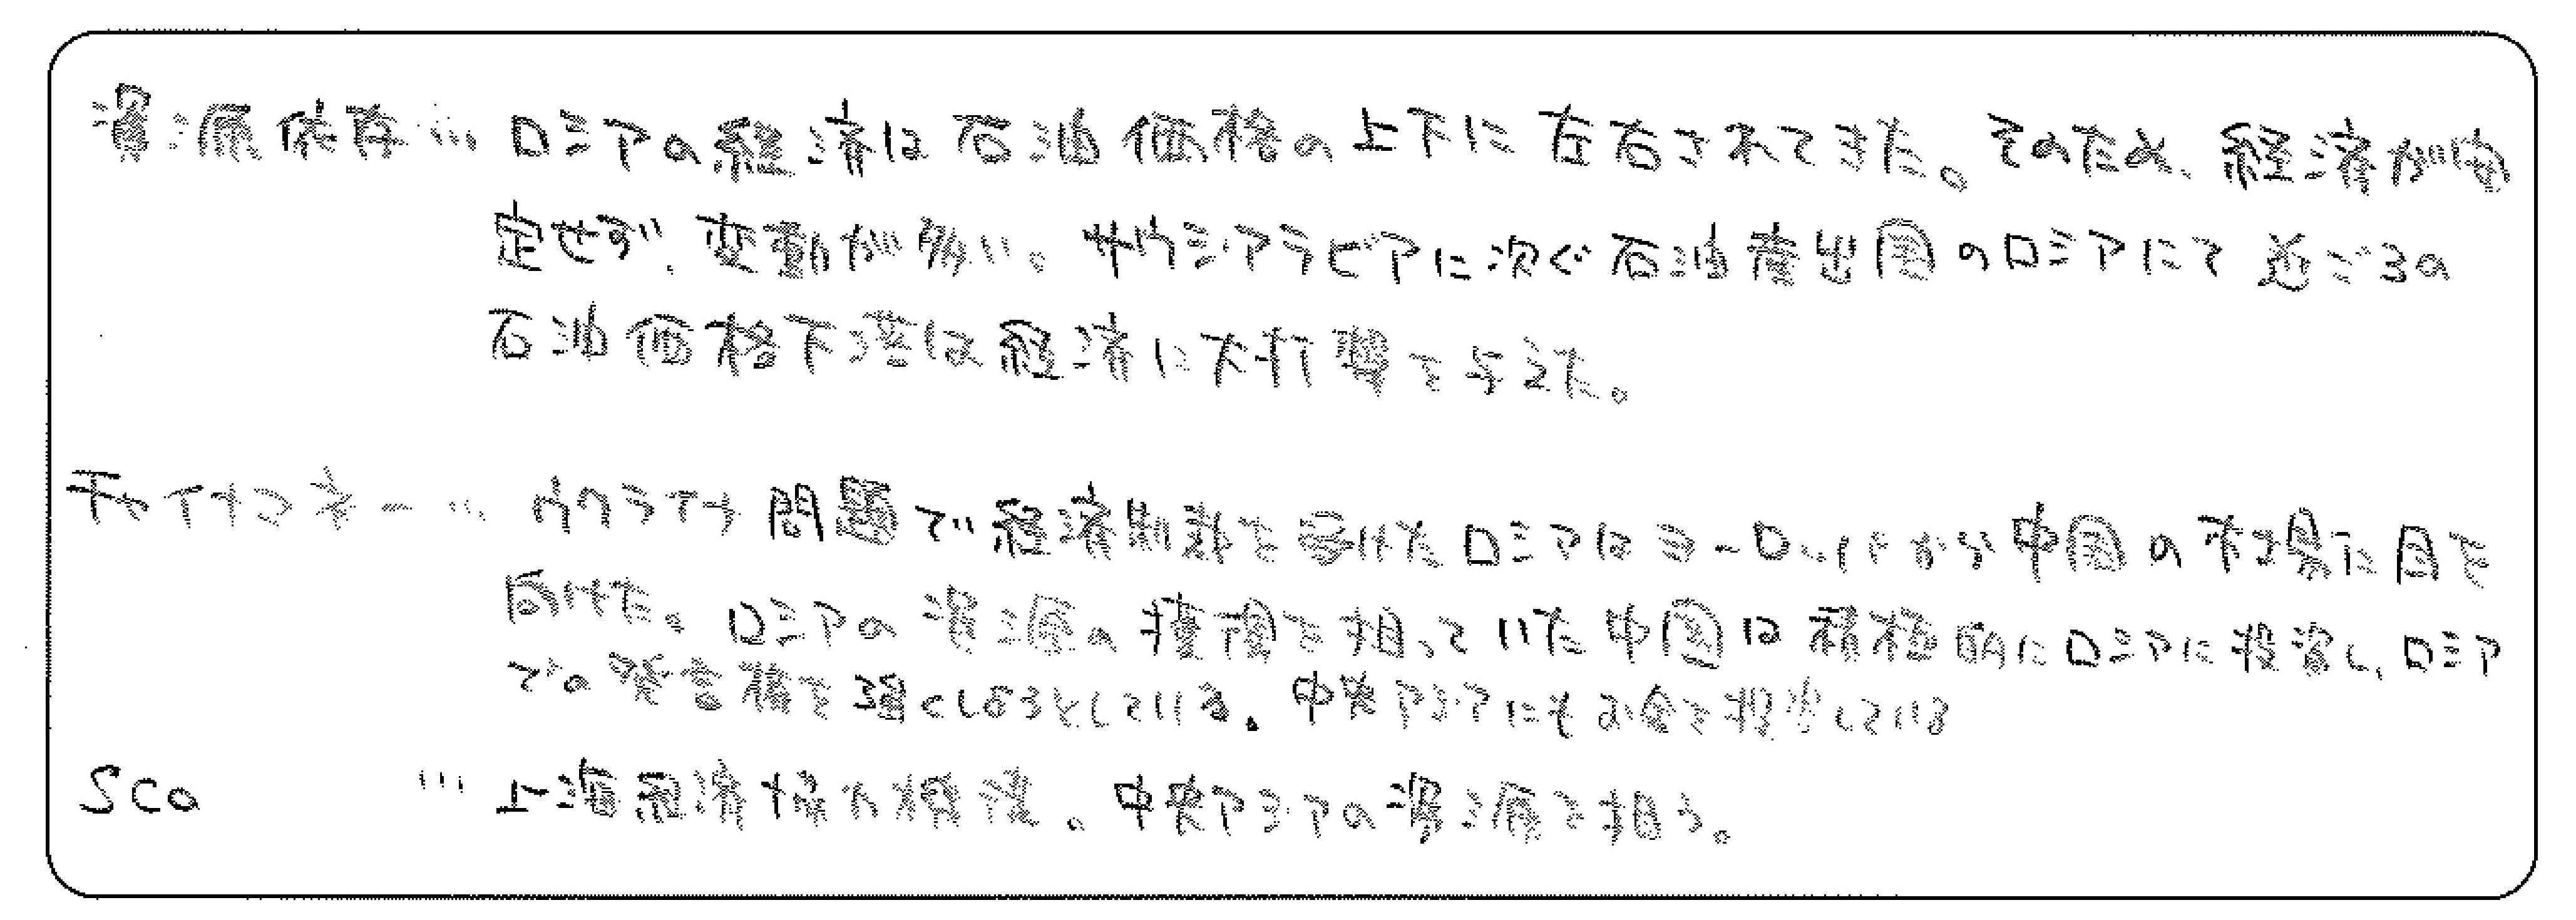 資源依存… ロシアの経済は石油価格の上下に左右されてきた。そのため、経済が安
定せず、変動が多い。サウジアラビアに次ぐ石油産出国のロシアにて近ごろの
石油価格下落は経済に大打撃を与えた。
チャイナマネー… ウクライナ問題で経済制裁を受けたロシアはヨーロッパから中国の市場に目を
向けた。ロシアの資源の権利を狙っていた中国は積極的にロシアに投資し、ロシア
での発言権を強くしようとしている。中央アジアにもお金を投資している
SCO …上海経済協力機構。中央アジアの資源を狙う。